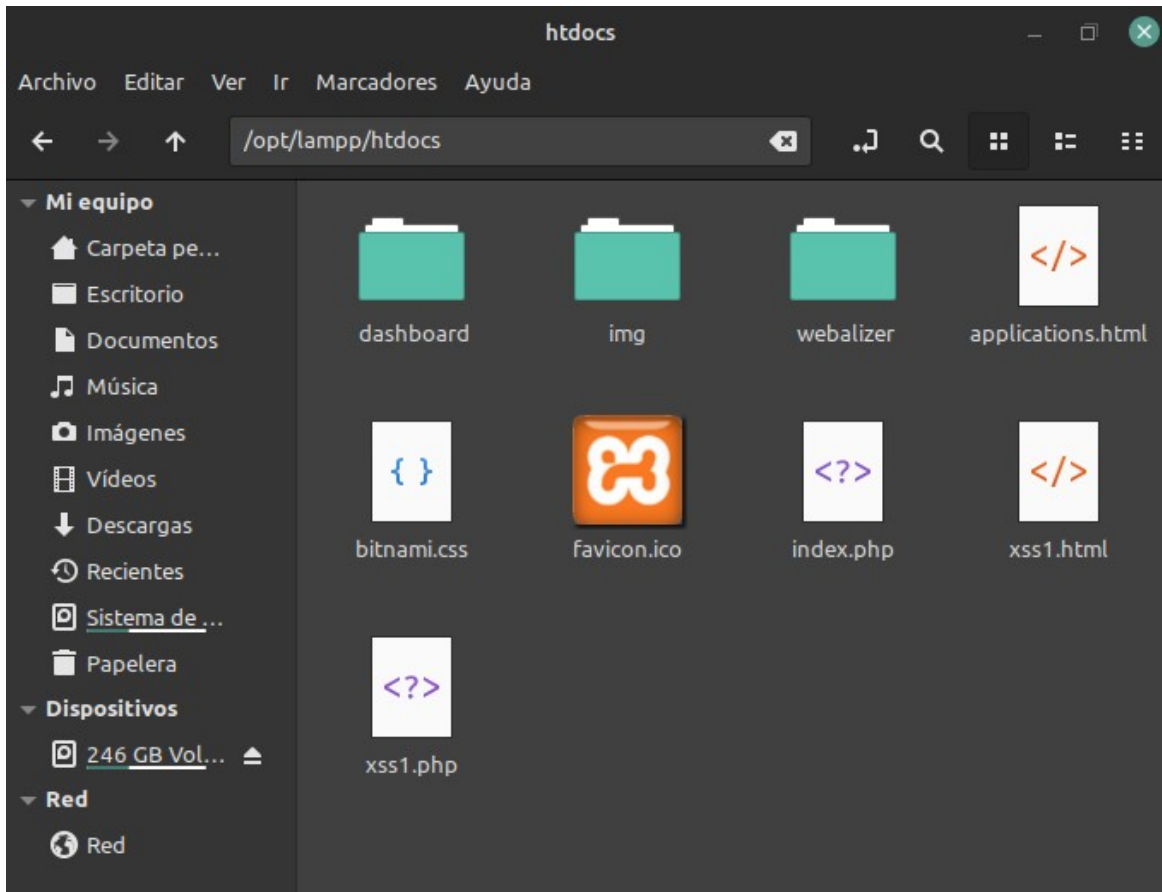 htdocs
Archivo Editar Ver Ir Marcadores Ayuda
/opt/lampp/htdocs
Mi equipo
Carpeta pe...
Escritorio
Documentos
Música
Imágenes
Vídeos
Descargas
Recientes
Sistema de ...
Papelera
Dispositivos
246 GB Vol...
Red
Red
dashboard
img
webalizer
</>
applications.html
{ }
bitnami.css
favicon.ico
<?>
index.php
</>
xss1.html
<?>
xss1.php